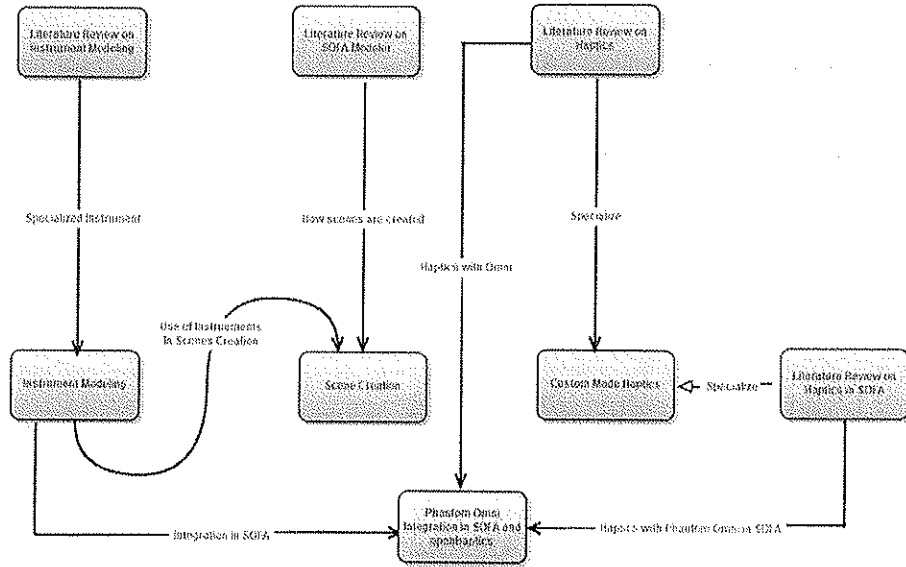 Literature Review on
Instrument Modeling
Literature Review on
SOFA Modeler
Literature Review on
Haptics
Specialized Instrument
How scenes are created
Specialize
Haptics with Omni
Use of Instruments
In Scenes Creation
Instrument Modeling
Scene Creation
Custom Made Haptics
Specialize
Literature Review on
Haptics in SOFA
Phantom Omni
Integration in SOFA and
openhaptics
Integration in SOFA
Haptics with Phantom Omni in SOFA